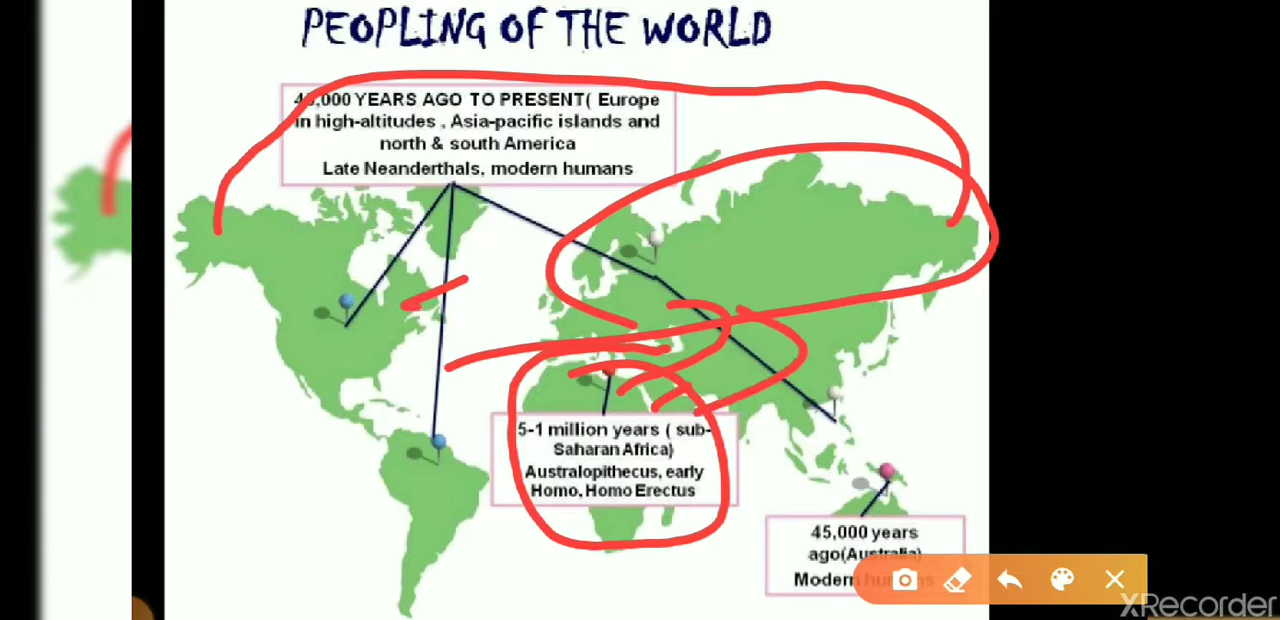 PEOPLING OF THE WORLD
YEARS AGO TO PRESENT( Europe
in high-altitudes , Asia-pacific islands and
north & south America
Late Neanderthals, modern humans
5-1 million years ( sub-
Saharan Africa)
Australopithecus, early
Homo, Homo Erectus
45,000 years
ago(Australia)
Modern humans
XRecorder